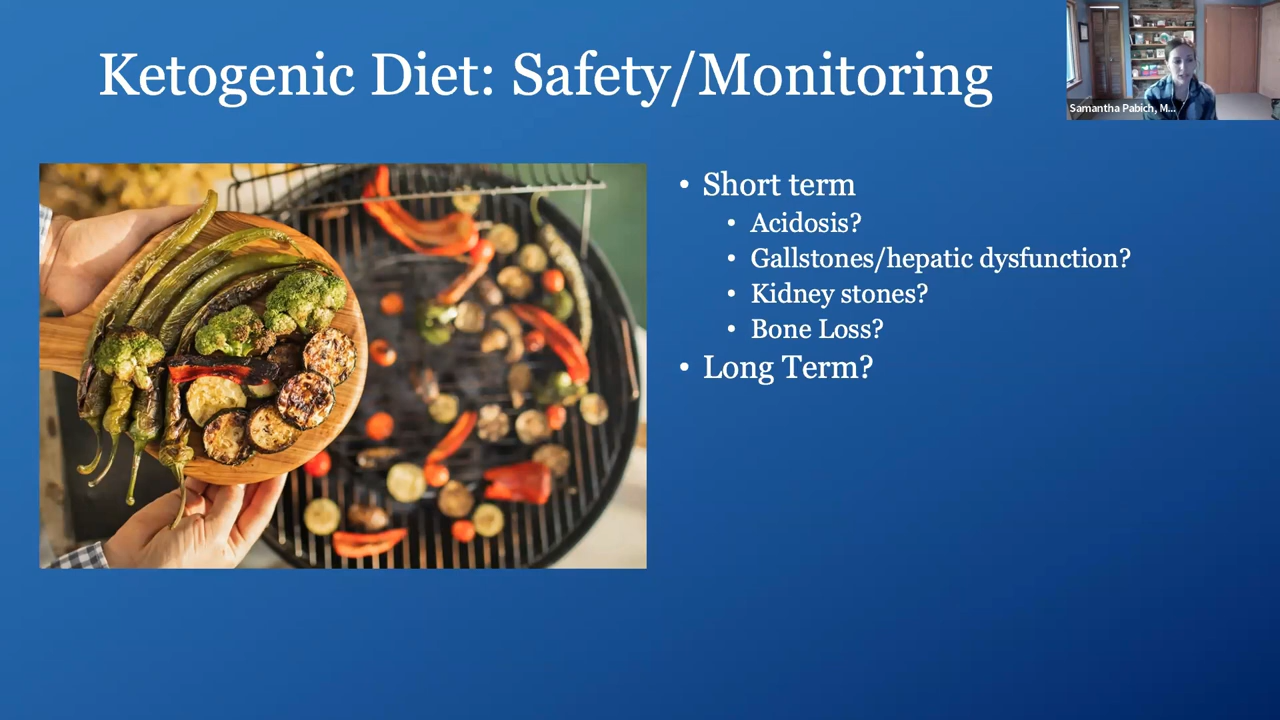 Ketogenic Diet: Safety/Monitoring
Samantha Pabich, M...
• Short term
• Acidosis?
• Gallstones/hepatic dysfunction?
• Kidney stones?
• Bone Loss?
• Long Term?